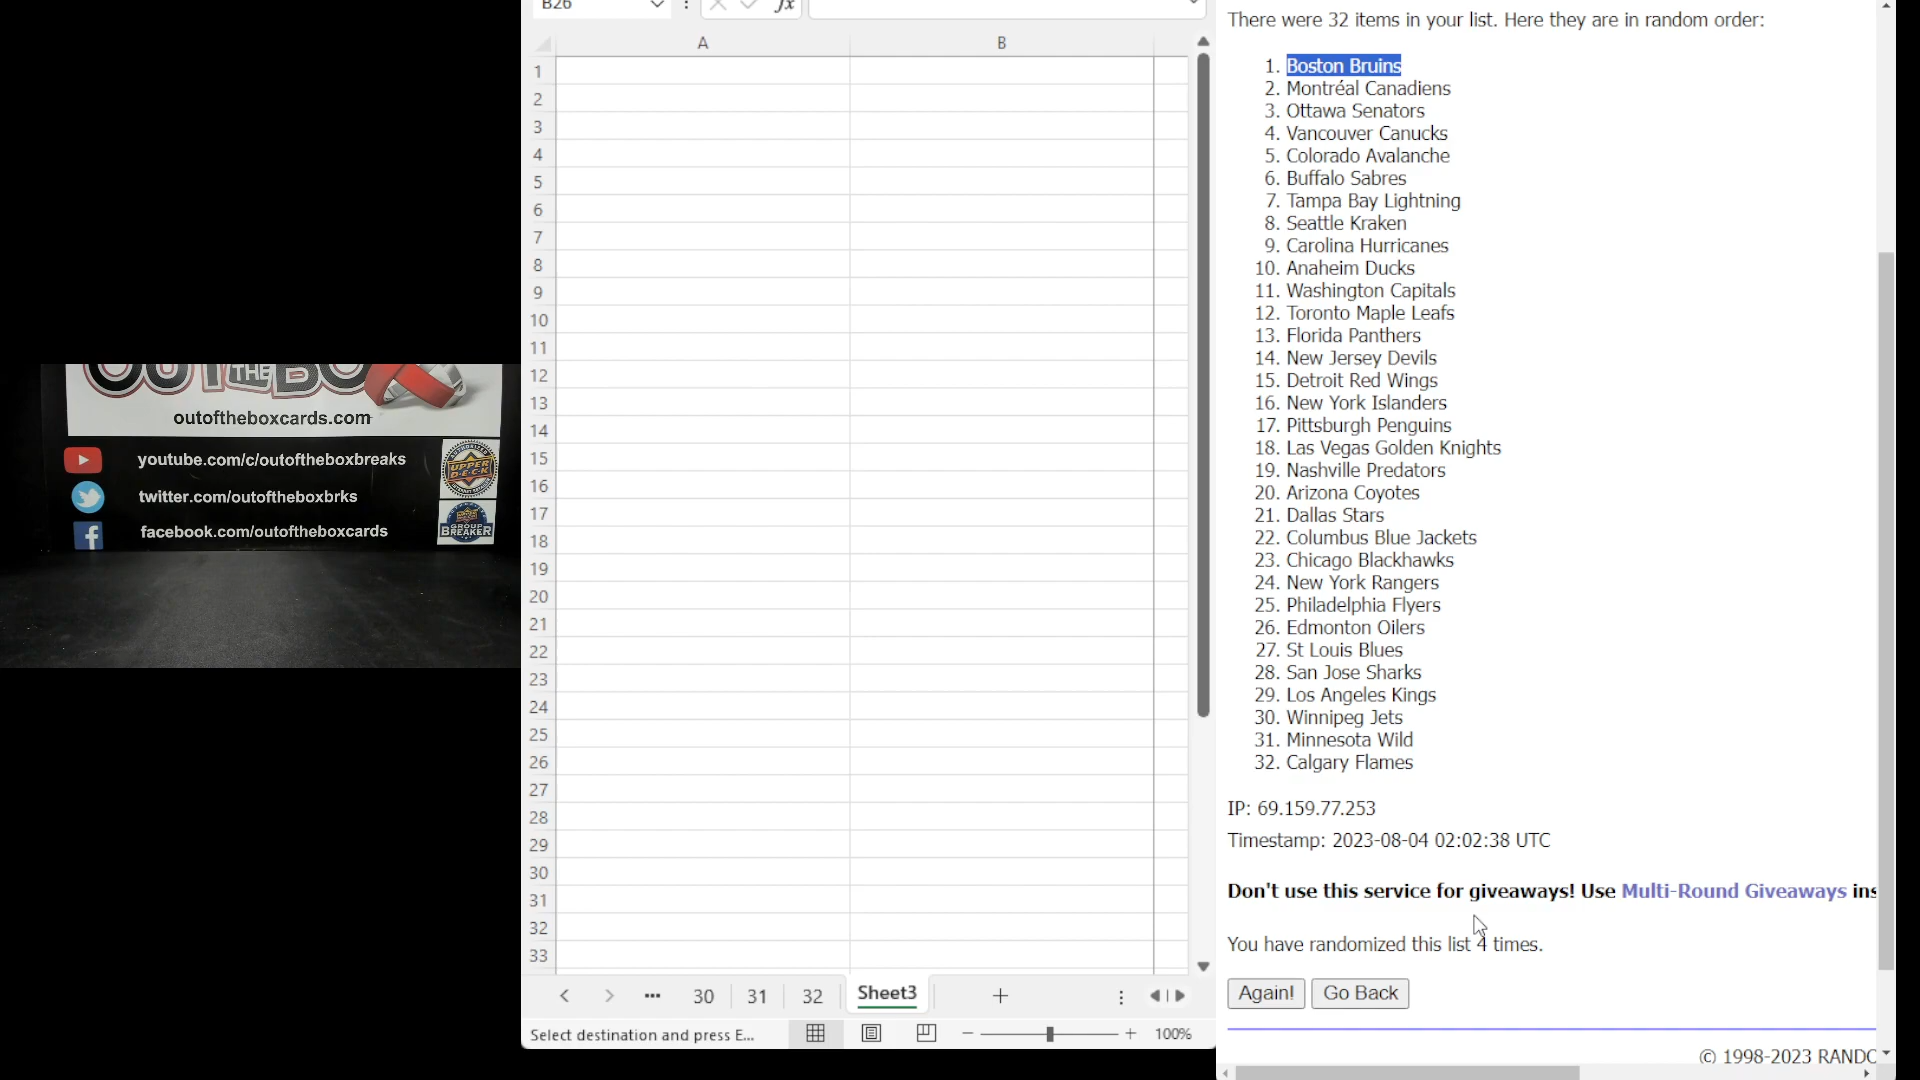 OUT THE BO
outoftheboxcards.com
youtube.com/c/outoftheboxbreaks
twitter.com/outoftheboxbrks
facebook.com/outoftheboxcards
UPPER DECK
GROUP BREAKER
B26
fx
A B
1
2
3
4
5
6
7
8
9
10
11
12
13
14
15
16
17
18
19
20
21
22
23
24
25
26
27
28
29
30
31
32
33
30 31 32 Sheet3
Select destination and press E...
100%
There were 32 items in your list. Here they are in random order:
1. Boston Bruins
2. Montréal Canadiens
3. Ottawa Senators
4. Vancouver Canucks
5. Colorado Avalanche
6. Buffalo Sabres
7. Tampa Bay Lightning
8. Seattle Kraken
9. Carolina Hurricanes
10. Anaheim Ducks
11. Washington Capitals
12. Toronto Maple Leafs
13. Florida Panthers
14. New Jersey Devils
15. Detroit Red Wings
16. New York Islanders
17. Pittsburgh Penguins
18. Las Vegas Golden Knights
19. Nashville Predators
20. Arizona Coyotes
21. Dallas Stars
22. Columbus Blue Jackets
23. Chicago Blackhawks
24. New York Rangers
25. Philadelphia Flyers
26. Edmonton Oilers
27. St Louis Blues
28. San Jose Sharks
29. Los Angeles Kings
30. Winnipeg Jets
31. Minnesota Wild
32. Calgary Flames
IP: 69.159.77.253
Timestamp: 2023-08-04 02:02:38 UTC
Don't use this service for giveaways! Use Multi-Round Giveaways ins
You have randomized this list 4 times.
Again! Go Back
© 1998-2023 RANDO